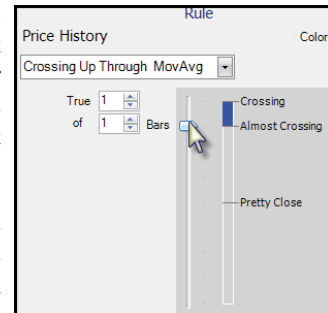 Rule
Price History
Color
Crossing Up Through MovAvg
True 1
of 1 Bars
Crossing
Almost Crossing
Pretty Close